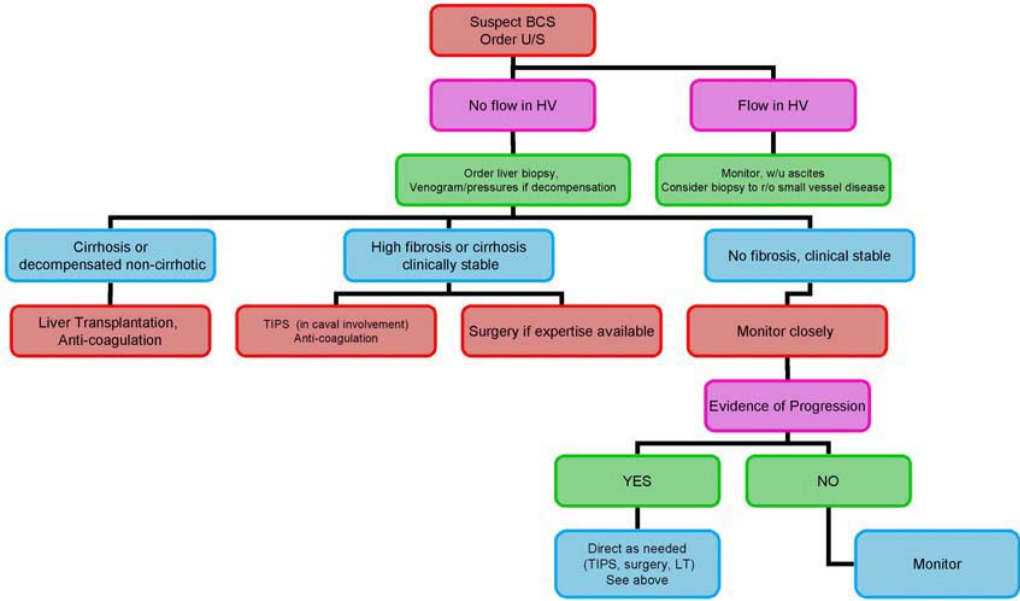 Suspect BCS
Order U/S
No flow in HV
Flow in HV
Order liver biopsy,
Venogram/pressures if decompensation
Monitor, w/u ascites
Consider biopsy to r/o small vessel disease
Cirrhosis or
decompensated non-cirrhotic
High fibrosis or cirrhosis
clinically stable
No fibrosis, clinical stable
Liver Transplantation,
Anti-coagulation
TIPS (in caval involvement)
Anti-coagulation
Surgery if expertise available
Monitor closely
Evidence of Progression
YES
NO
Direct as needed
(TIPS, surgery, LT)
See above
Monitor